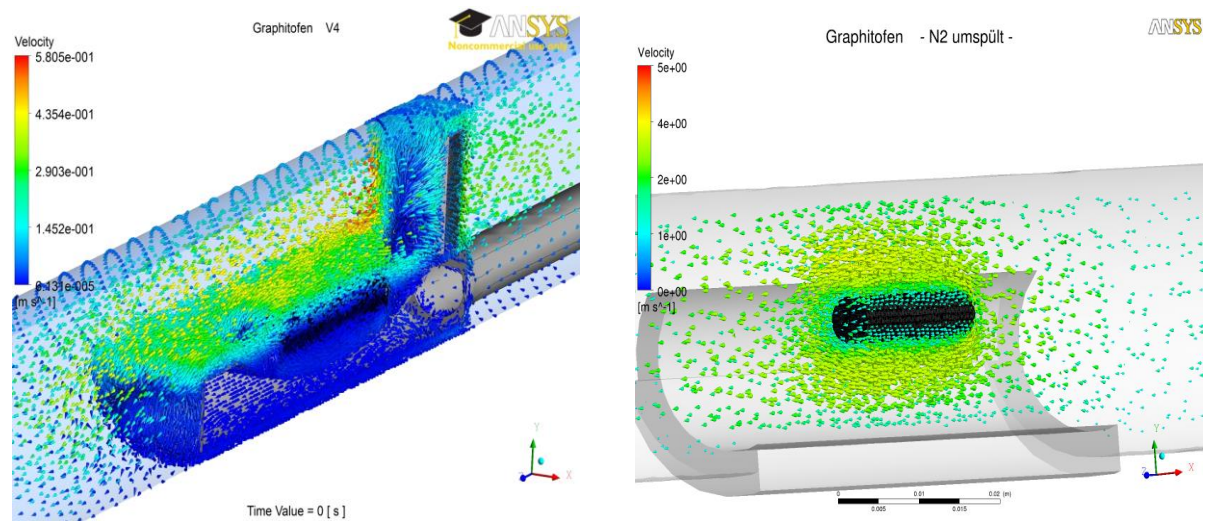 Graphitofen V4
ANSYS
Noncommercial use only
Velocity
5.805e-001
4.354e-001
2.903e-001
1.452e-001
[m s^-1]
Y
X
Time Value = 0 [ s ]
Graphitofen - N2 umspült -
ANSYS
Velocity
5e+00
4e+00
2e+00
1e+00
0e+00
[m s^-1]
Y
X
Z
0 0.01 0.02 (m)
0.005 0.015